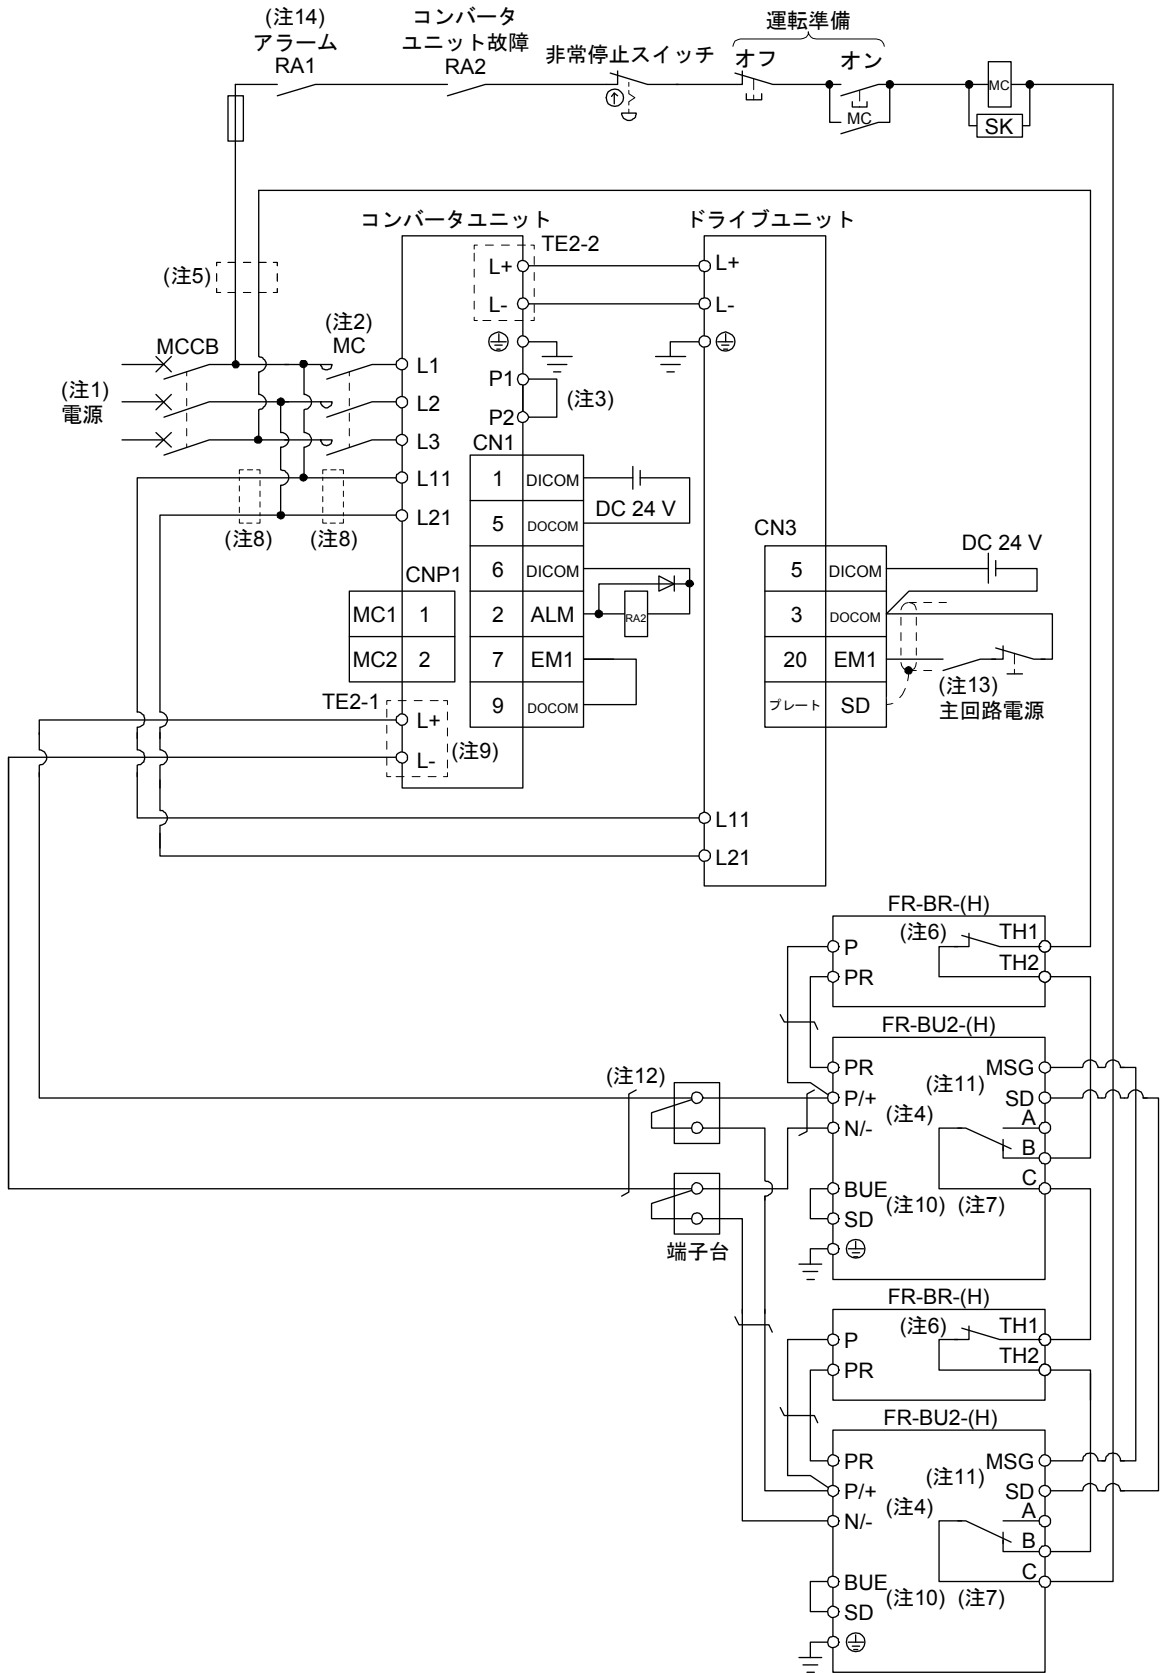 (注14)
アラーム
RA1
コンバータ
ユニット故障
RA2
非常停止スイッチ
運転準備
オフ
オン
MC
MC
SK
コンバータユニット
ドライブユニット
TE2-2
L+
L-
L+
L-
(注5)
(注2)
MC
MCCB
(注1)
電源
L1
L2
L3
L11
L21
P1
P2
(注3)
CN1
1 DICOM
5 DOCOM
6 DICOM
2 ALM
7 EM1
9 DOCOM
DC 24 V
RA2
(注8)
(注8)
CNP1
MC1 1
MC2 2
TE2-1
L+
L-
(注9)
CN3
5 DICOM
3 DOCOM
20 EM1
プレート SD
DC 24 V
(注13)
主回路電源
L11
L21
FR-BR-(H)
P
PR
(注6)
TH1
TH2
FR-BU2-(H)
PR
P/+
N/-
(注4)
(注11)
MSG
SD
A
B
C
BUE
SD
(注10)
(注7)
(注12)
端子台
FR-BR-(H)
P
PR
(注6)
TH1
TH2
FR-BU2-(H)
PR
P/+
N/-
(注4)
(注11)
MSG
SD
A
B
C
BUE
SD
(注10)
(注7)